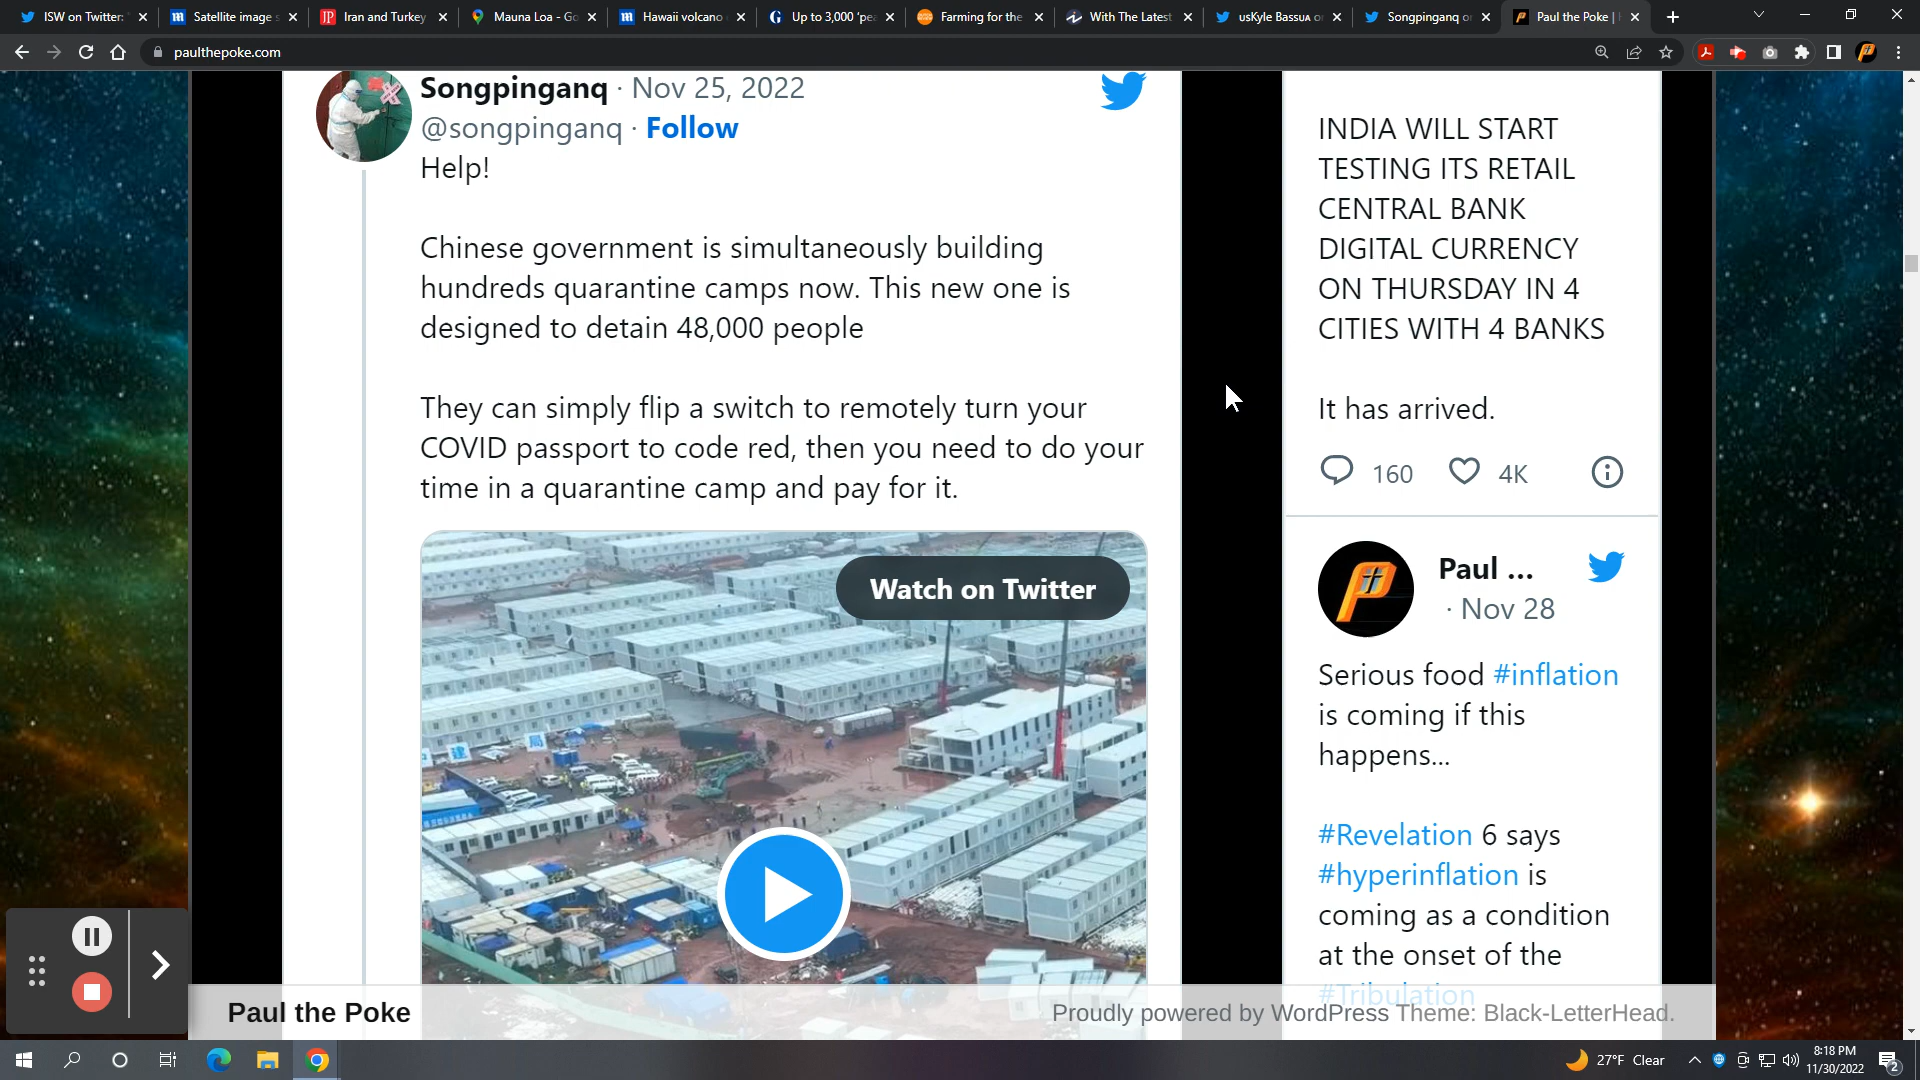 ISW on Twitter:
Satellite image s
Iran and Turkey
Mauna Loa - Go
Hawaii volcano
Up to 3,000 'pea
Farming for the
With The Latest
usKyle Bassua or
Songpinganq or
Paul the Poke |
paulthepoke.com
Songpinganq · Nov 25, 2022
@songpinganq · Follow
Help!
Chinese government is simultaneously building
hundreds quarantine camps now. This new one is
designed to detain 48,000 people
They can simply flip a switch to remotely turn your
COVID passport to code red, then you need to do your
time in a quarantine camp and pay for it.
Watch on Twitter
INDIA WILL START
TESTING ITS RETAIL
CENTRAL BANK
DIGITAL CURRENCY
ON THURSDAY IN 4
CITIES WITH 4 BANKS
It has arrived.
160 4K
Paul ...
· Nov 28
Serious food #inflation
is coming if this
happens...
#Revelation 6 says
#hyperinflation is
coming as a condition
at the onset of the
#Tribulation
Paul the Poke
Proudly powered by WordPress Theme: Black-LetterHead.
27°F Clear
8:18 PM
11/30/2022
2